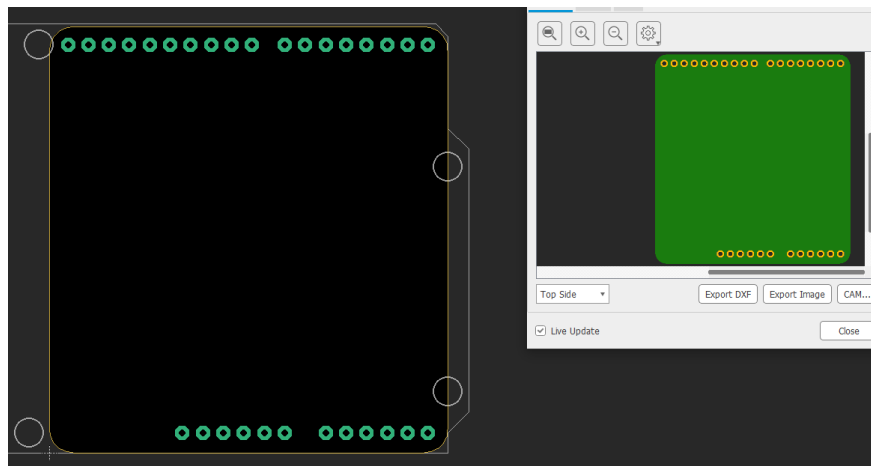 Top Side
Export DXF
Export Image
CAM...
Live Update
Close